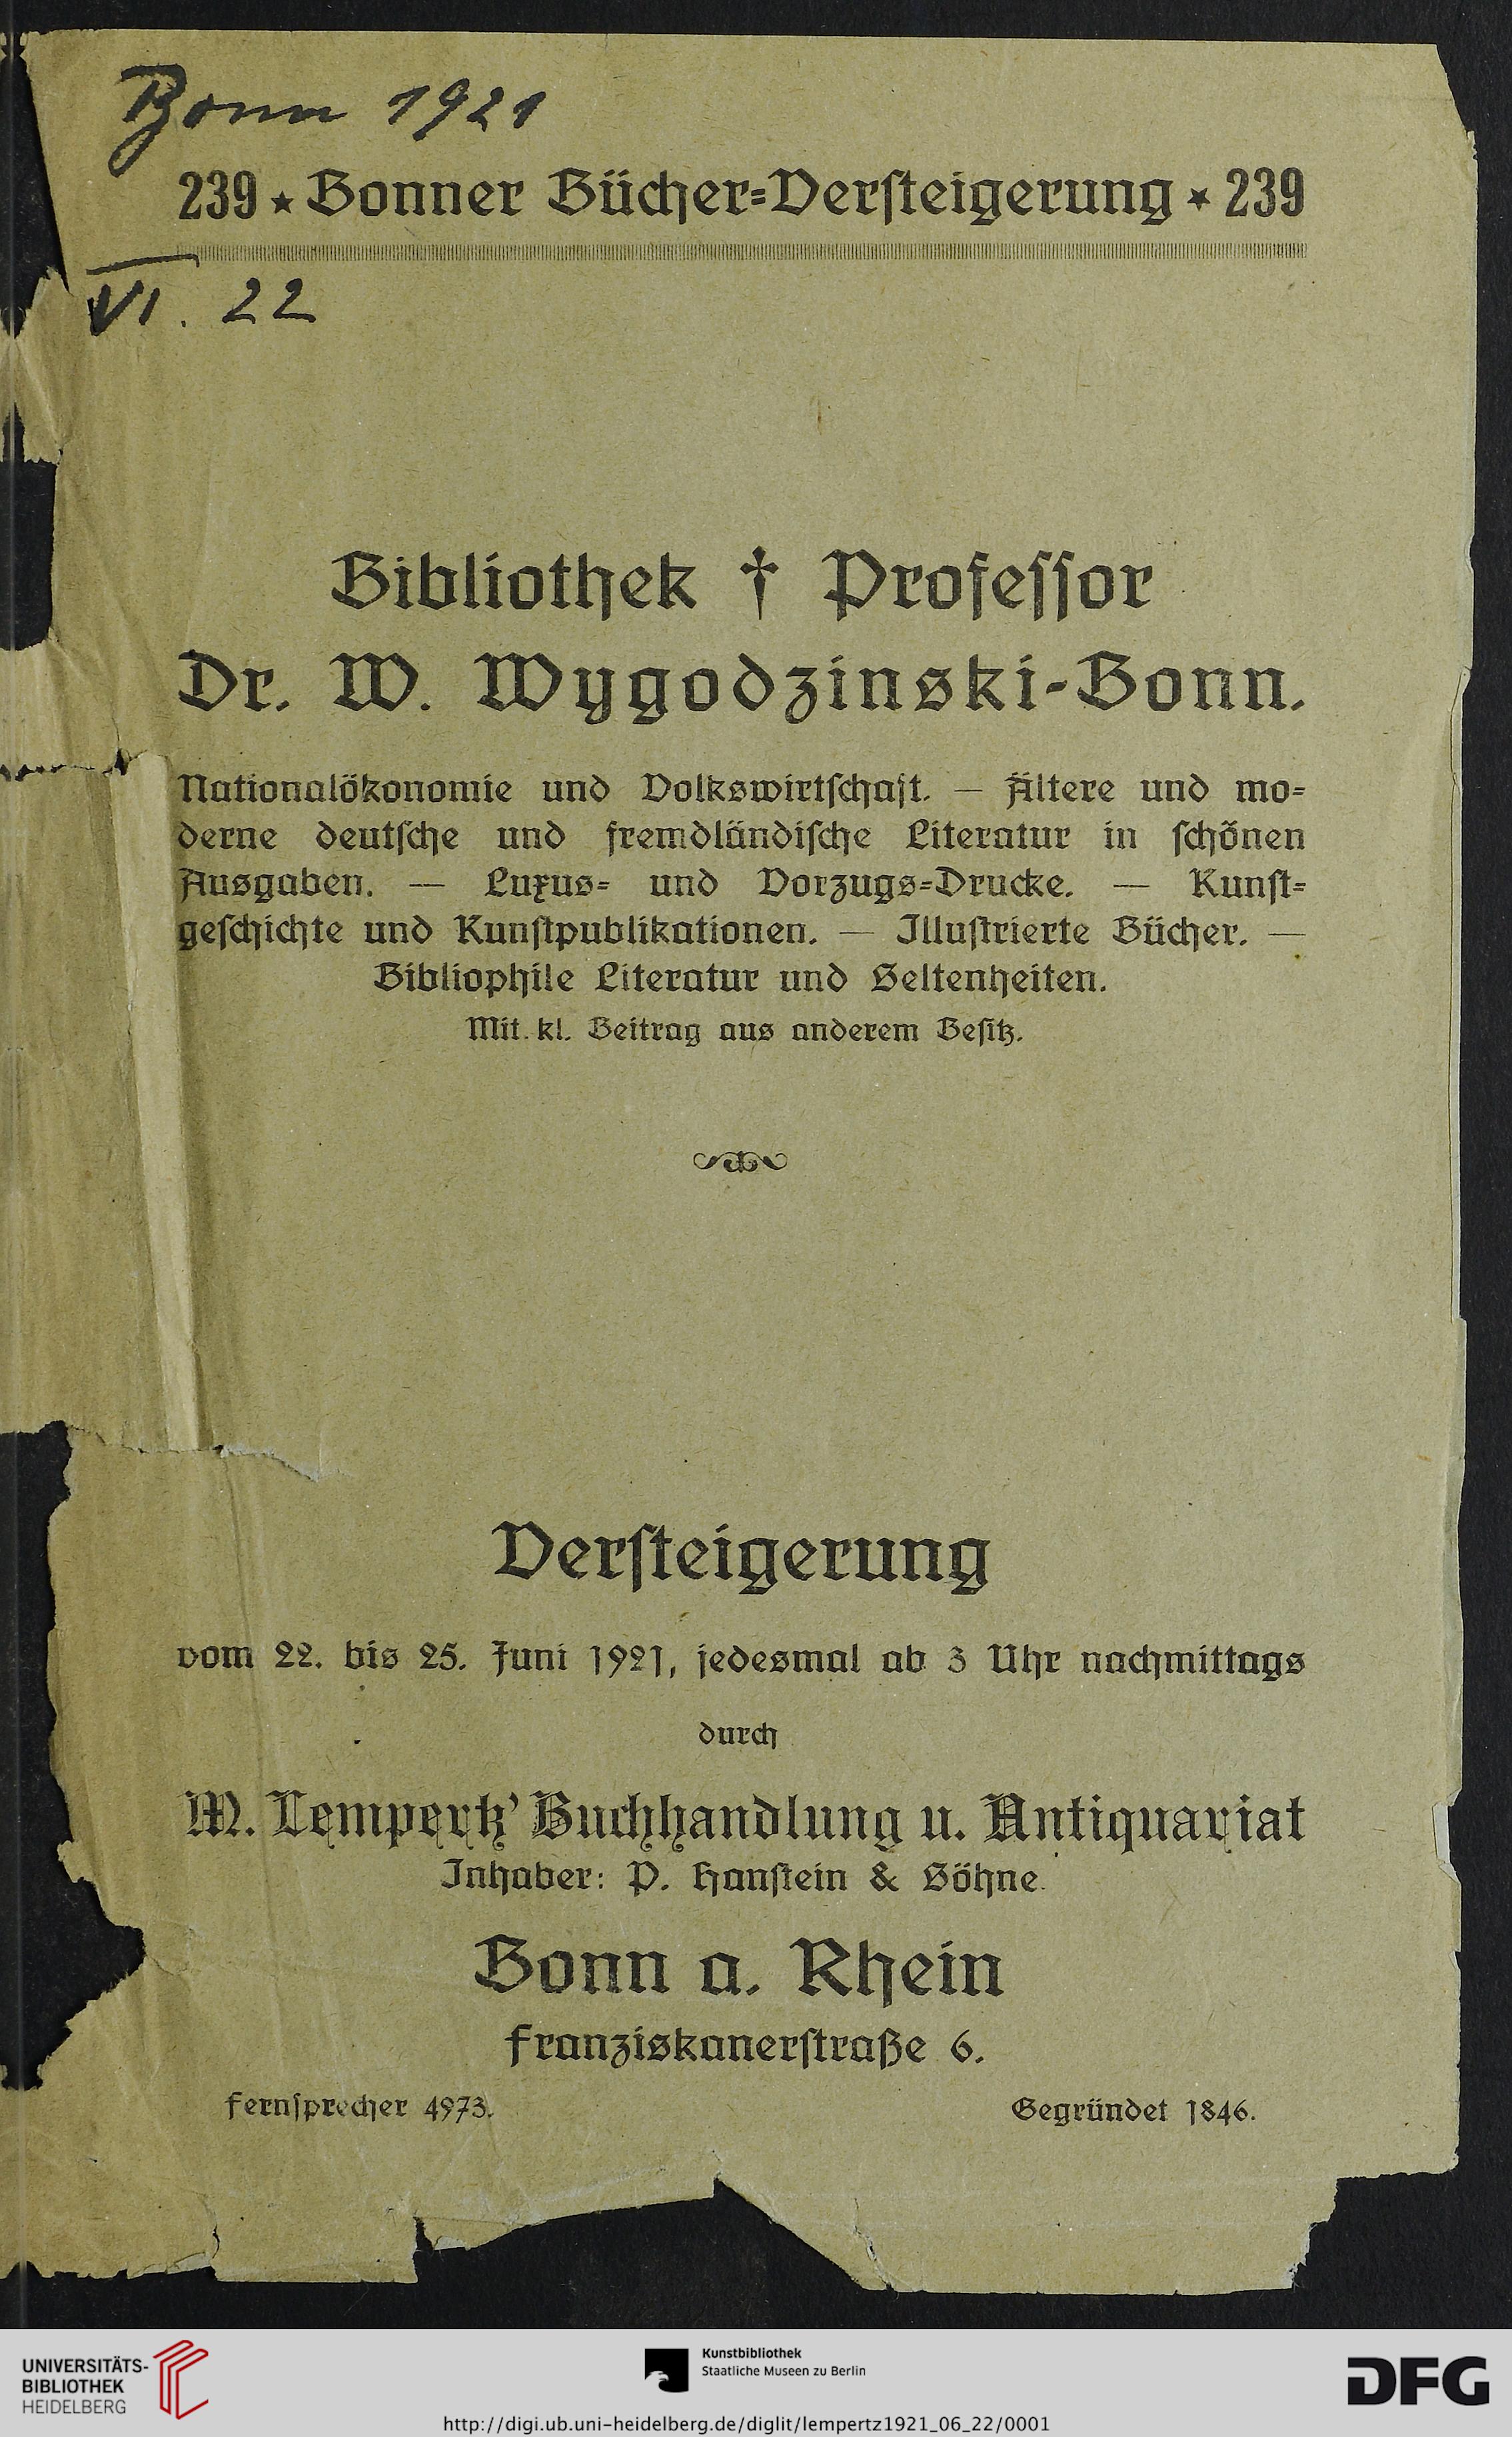 Bonn 1921
239 ⋆ Bonner Bücher=Versteigerung ⋆ 239
VI. 22
Bibliothek † Professor
Dr. W. Wygodzinski-Bonn.
Nationalökonomie und Volkswirtschaft. — Ältere und mo=
derne deutsche und fremdländische Literatur in schönen
Ausgaben. — Luxus= und Vorzugs=Drucke. — Kunst=
geschichte und Kunstpublikationen. — Illustrierte Bücher. —
Bibliophile Literatur und Seltenheiten.
Mit kl. Beitrag aus anderem Besitz.
Versteigerung
vom 22. bis 25. Juni 1921, jedesmal ab 3 Uhr nachmittags
durch
M. Lempertz' Buchhandlung u. Antiquariat
Inhaber: P. Hanstein & Söhne.
Bonn a. Rhein
Franziskanerstraße 6.
Fernsprecher 4973. Gegründet 1846.
UNIVERSITÄTS-
BIBLIOTHEK
HEIDELBERG
Kunstbibliothek
Staatliche Museen zu Berlin
DFG
http://digi.ub.uni-heidelberg.de/diglit/lempertz1921_06_22/0001